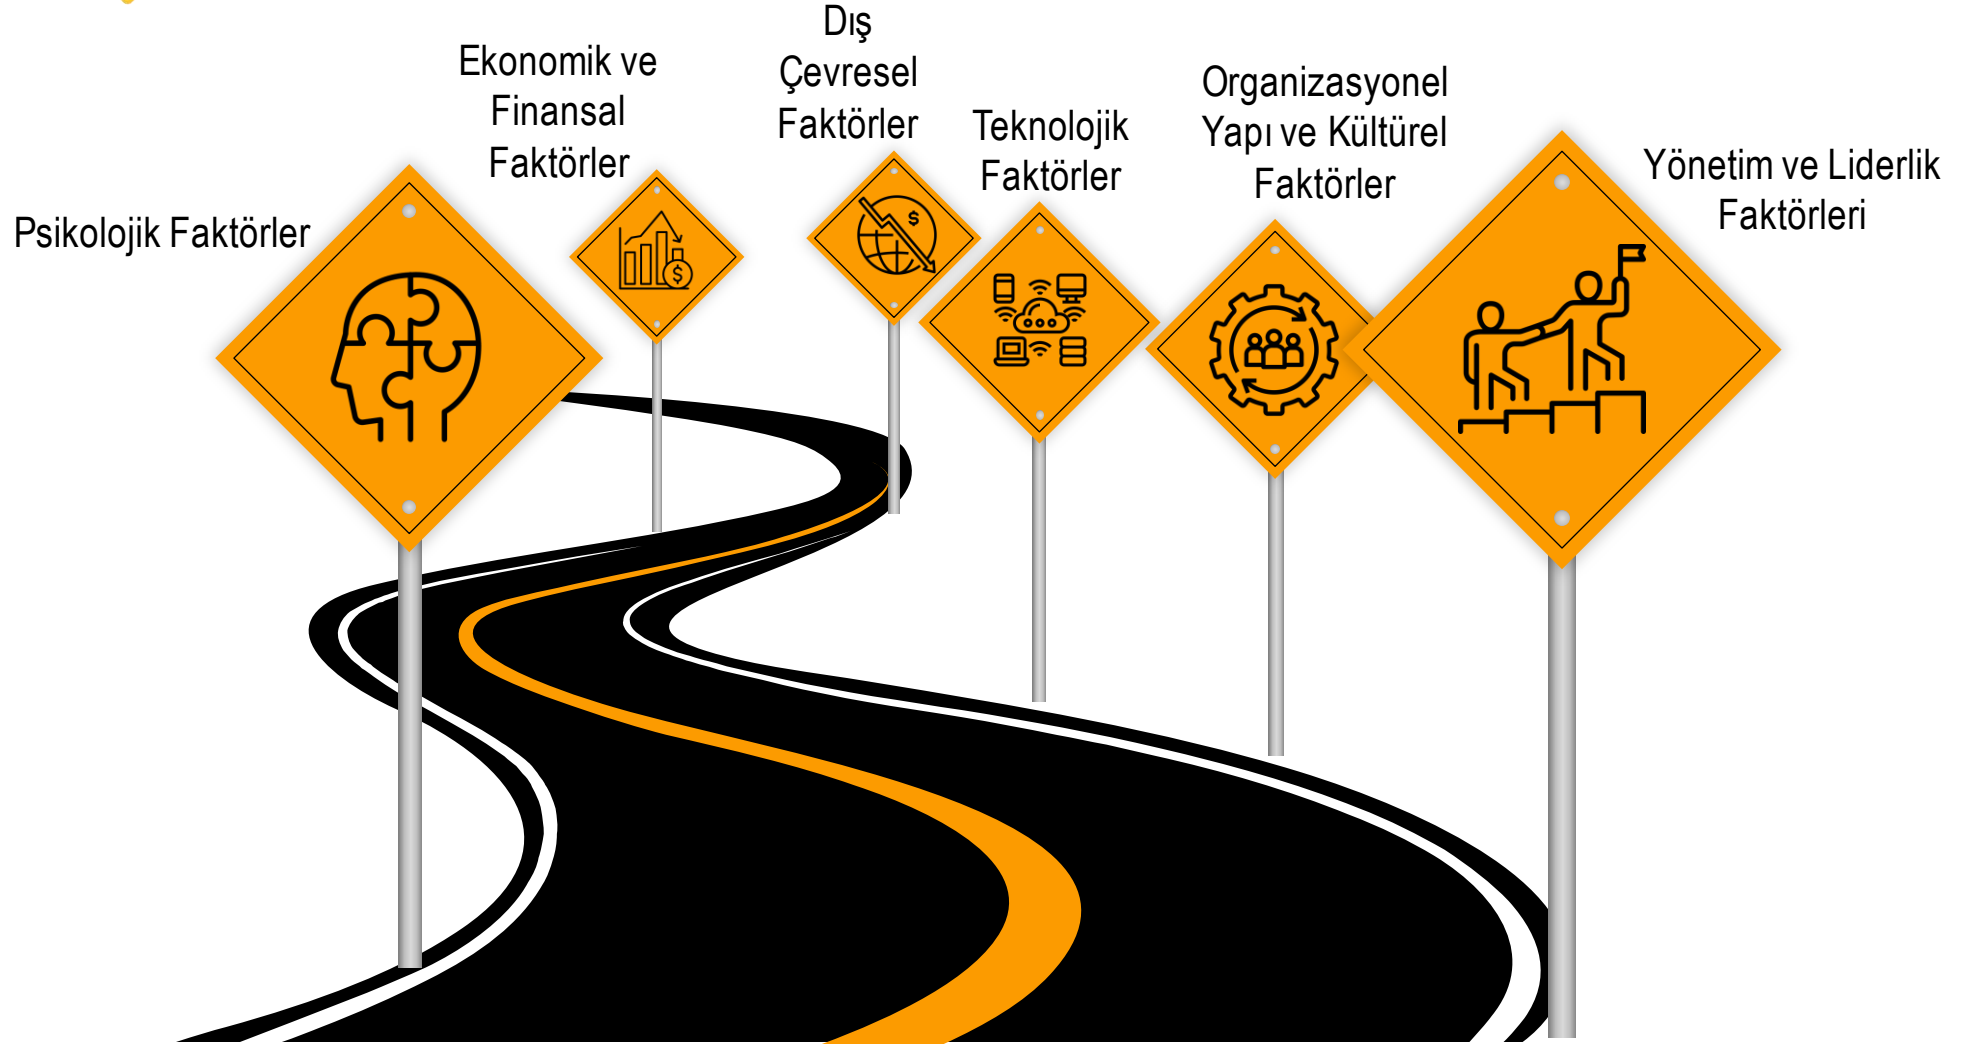 Psikolojik Faktörler
Ekonomik ve
Finansal
Faktörler
Dış
Çevresel
Faktörler
Teknolojik
Faktörler
Organizasyonel
Yapı ve Kültürel
Faktörler
Yönetim ve Liderlik
Faktörleri
$
$